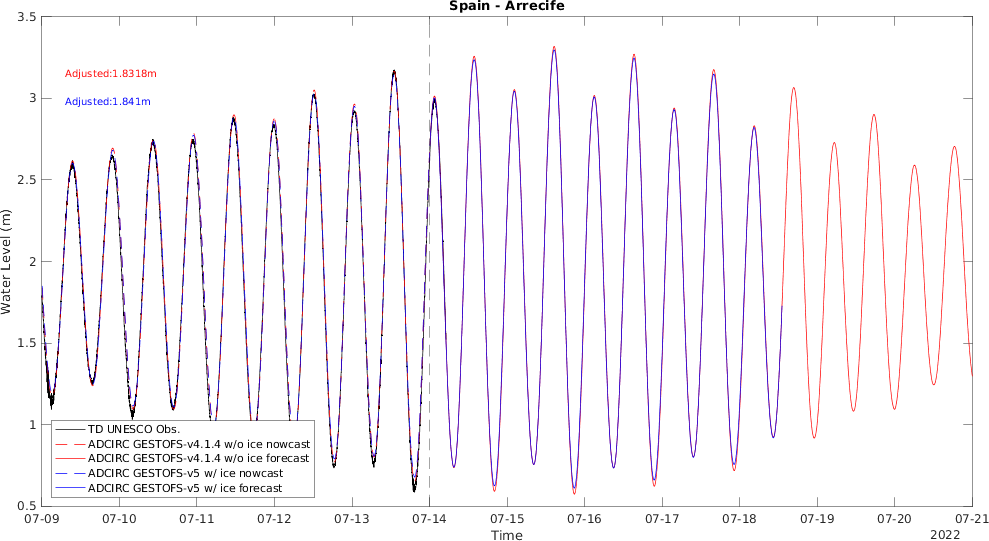 Spain - Arrecife
3.5
3
2.5
2
1.5
1
0.5
Water Level (m)
Adjusted:1.8318m
Adjusted:1.841m
TD UNESCO Obs.
ADCIRC GESTOFS-v4.1.4 w/o ice nowcast
ADCIRC GESTOFS-v4.1.4 w/o ice forecast
ADCIRC GESTOFS-v5 w/ ice nowcast
ADCIRC GESTOFS-v5 w/ ice forecast
07-09 07-10 07-11 07-12 07-13 07-14 07-15 07-16 07-17 07-18 07-19 07-20 07-21
Time
2022